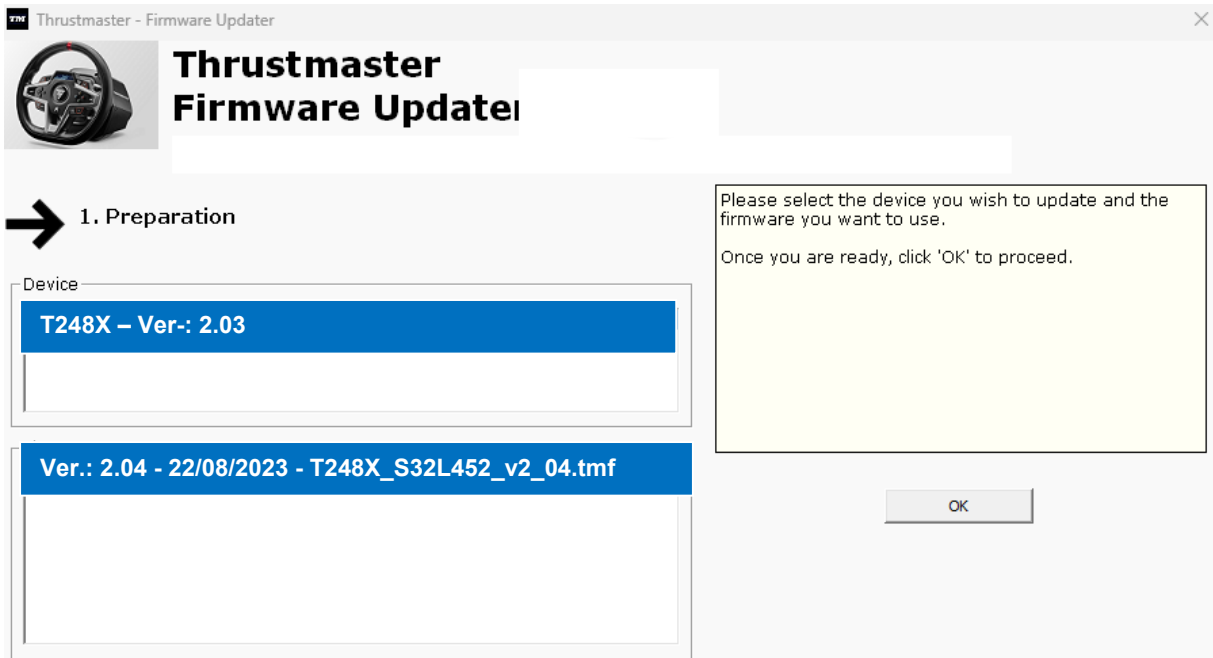 TM Thrustmaster - Firmware Updater
Thrustmaster
Firmware Updater
1. Preparation
Please select the device you wish to update and the
firmware you want to use.
Once you are ready, click 'OK' to proceed.
Device
T248X – Ver-: 2.03
Ver.: 2.04 - 22/08/2023 - T248X_S32L452_v2_04.tmf
OK